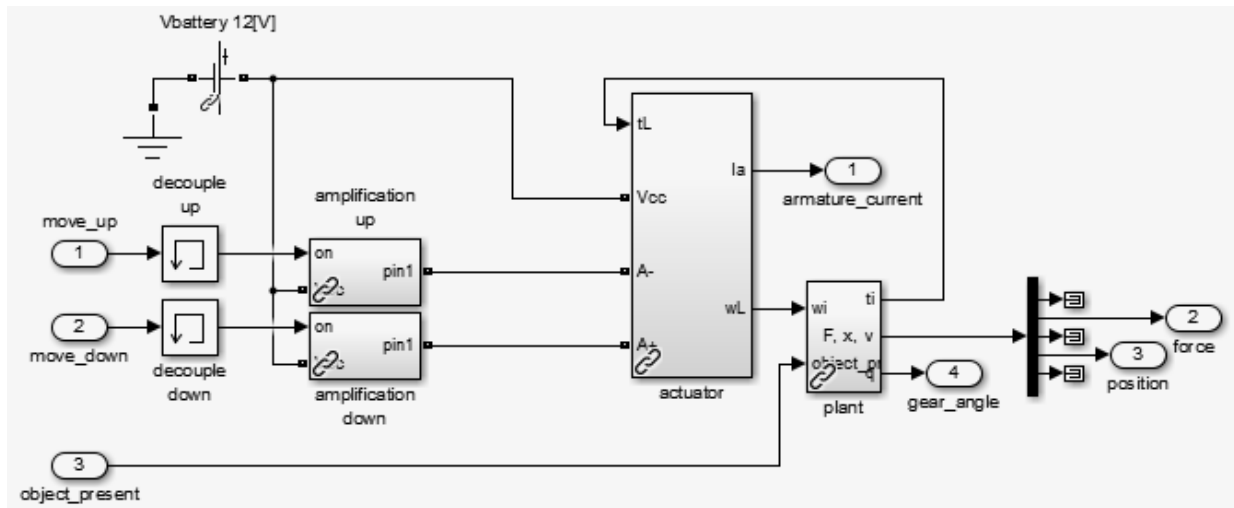 Vbattery 12[V]
decouple
up
amplification
up
move_up
1
on
pin1
move_down
2
on
pin1
decouple
down
amplification
down
tL
Vcc
A-
A+
Ia
wL
actuator
1
armature_current
wi
ti
F, x, v
q
plant
4
gear_angle
2
force
3
position
3
object_present